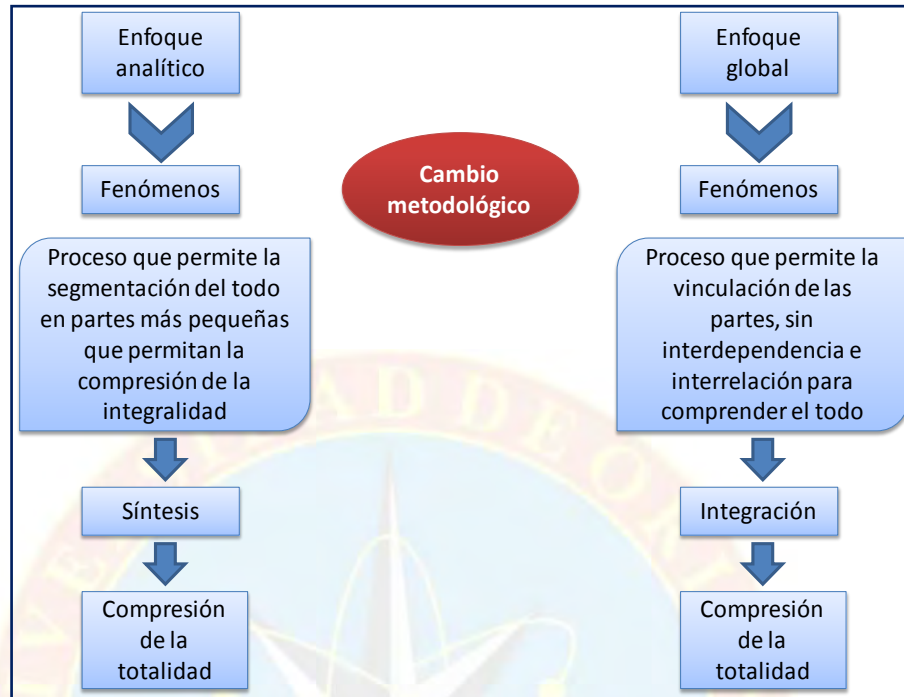 Enfoque
analítico
Fenómenos
Proceso que permite la
segmentación del todo
en partes más pequeñas
que permitan la
compresión de la
integralidad
Síntesis
Compresión
de la
totalidad
Cambio
metodológico
Enfoque
global
Fenómenos
Proceso que permite la
vinculación de las
partes, sin
interdependencia e
interrelación para
comprender el todo
Integración
Compresión
de la
totalidad